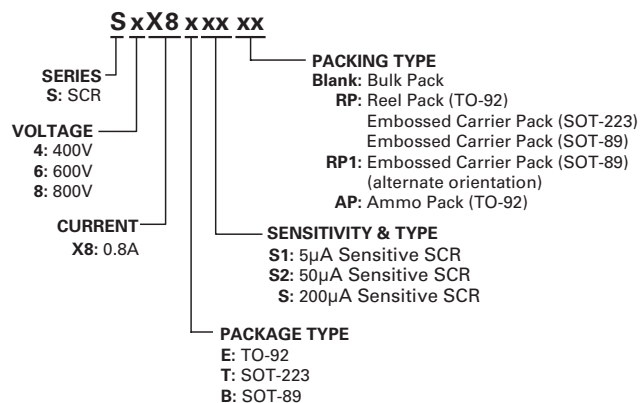 S x X8 x xx xx
PACKING TYPE
Blank: Bulk Pack
RP: Reel Pack (TO-92)
Embossed Carrier Pack (SOT-223)
Embossed Carrier Pack (SOT-89)
RP1: Embossed Carrier Pack (SOT-89)
(alternate orientation)
AP: Ammo Pack (TO-92)
SERIES
S: SCR
VOLTAGE
4: 400V
6: 600V
8: 800V
CURRENT
X8: 0.8A
SENSITIVITY & TYPE
S1: 5µA Sensitive SCR
S2: 50µA Sensitive SCR
S: 200µA Sensitive SCR
PACKAGE TYPE
E: TO-92
T: SOT-223
B: SOT-89